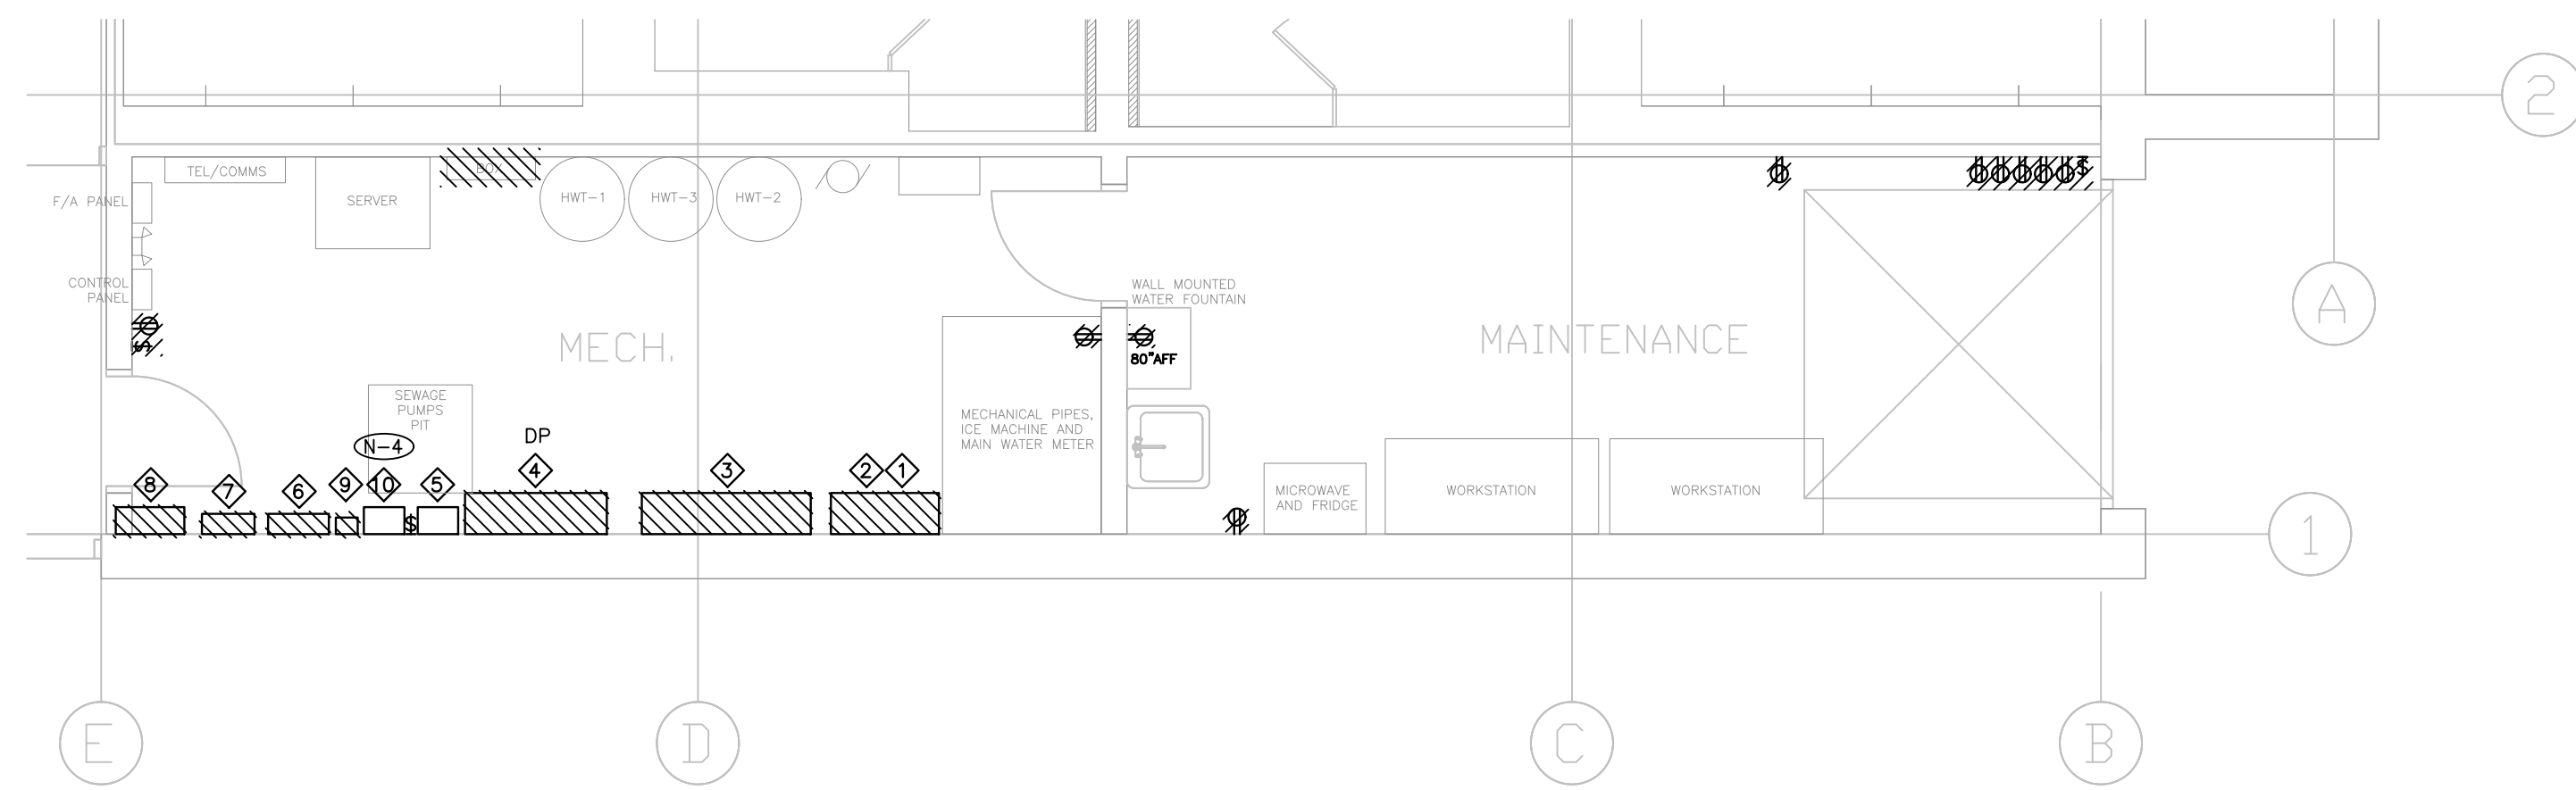 2
TEL/COMMS
BOX
F/A PANEL
SERVER
HWT-1
HWT-3
HWT-2
$
CONTROL
PANEL
WALL MOUNTED
WATER FOUNTAIN
A
$
MECH.
80"AFF
MAINTENANCE
SEWAGE
PUMPS
PIT
MECHANICAL PIPES,
ICE MACHINE AND
MAIN WATER METER
N-4
DP
8
7
6
9
10
5
4
3
2
1
MICROWAVE
AND FRIDGE
WORKSTATION
WORKSTATION
$
1
E
D
C
B